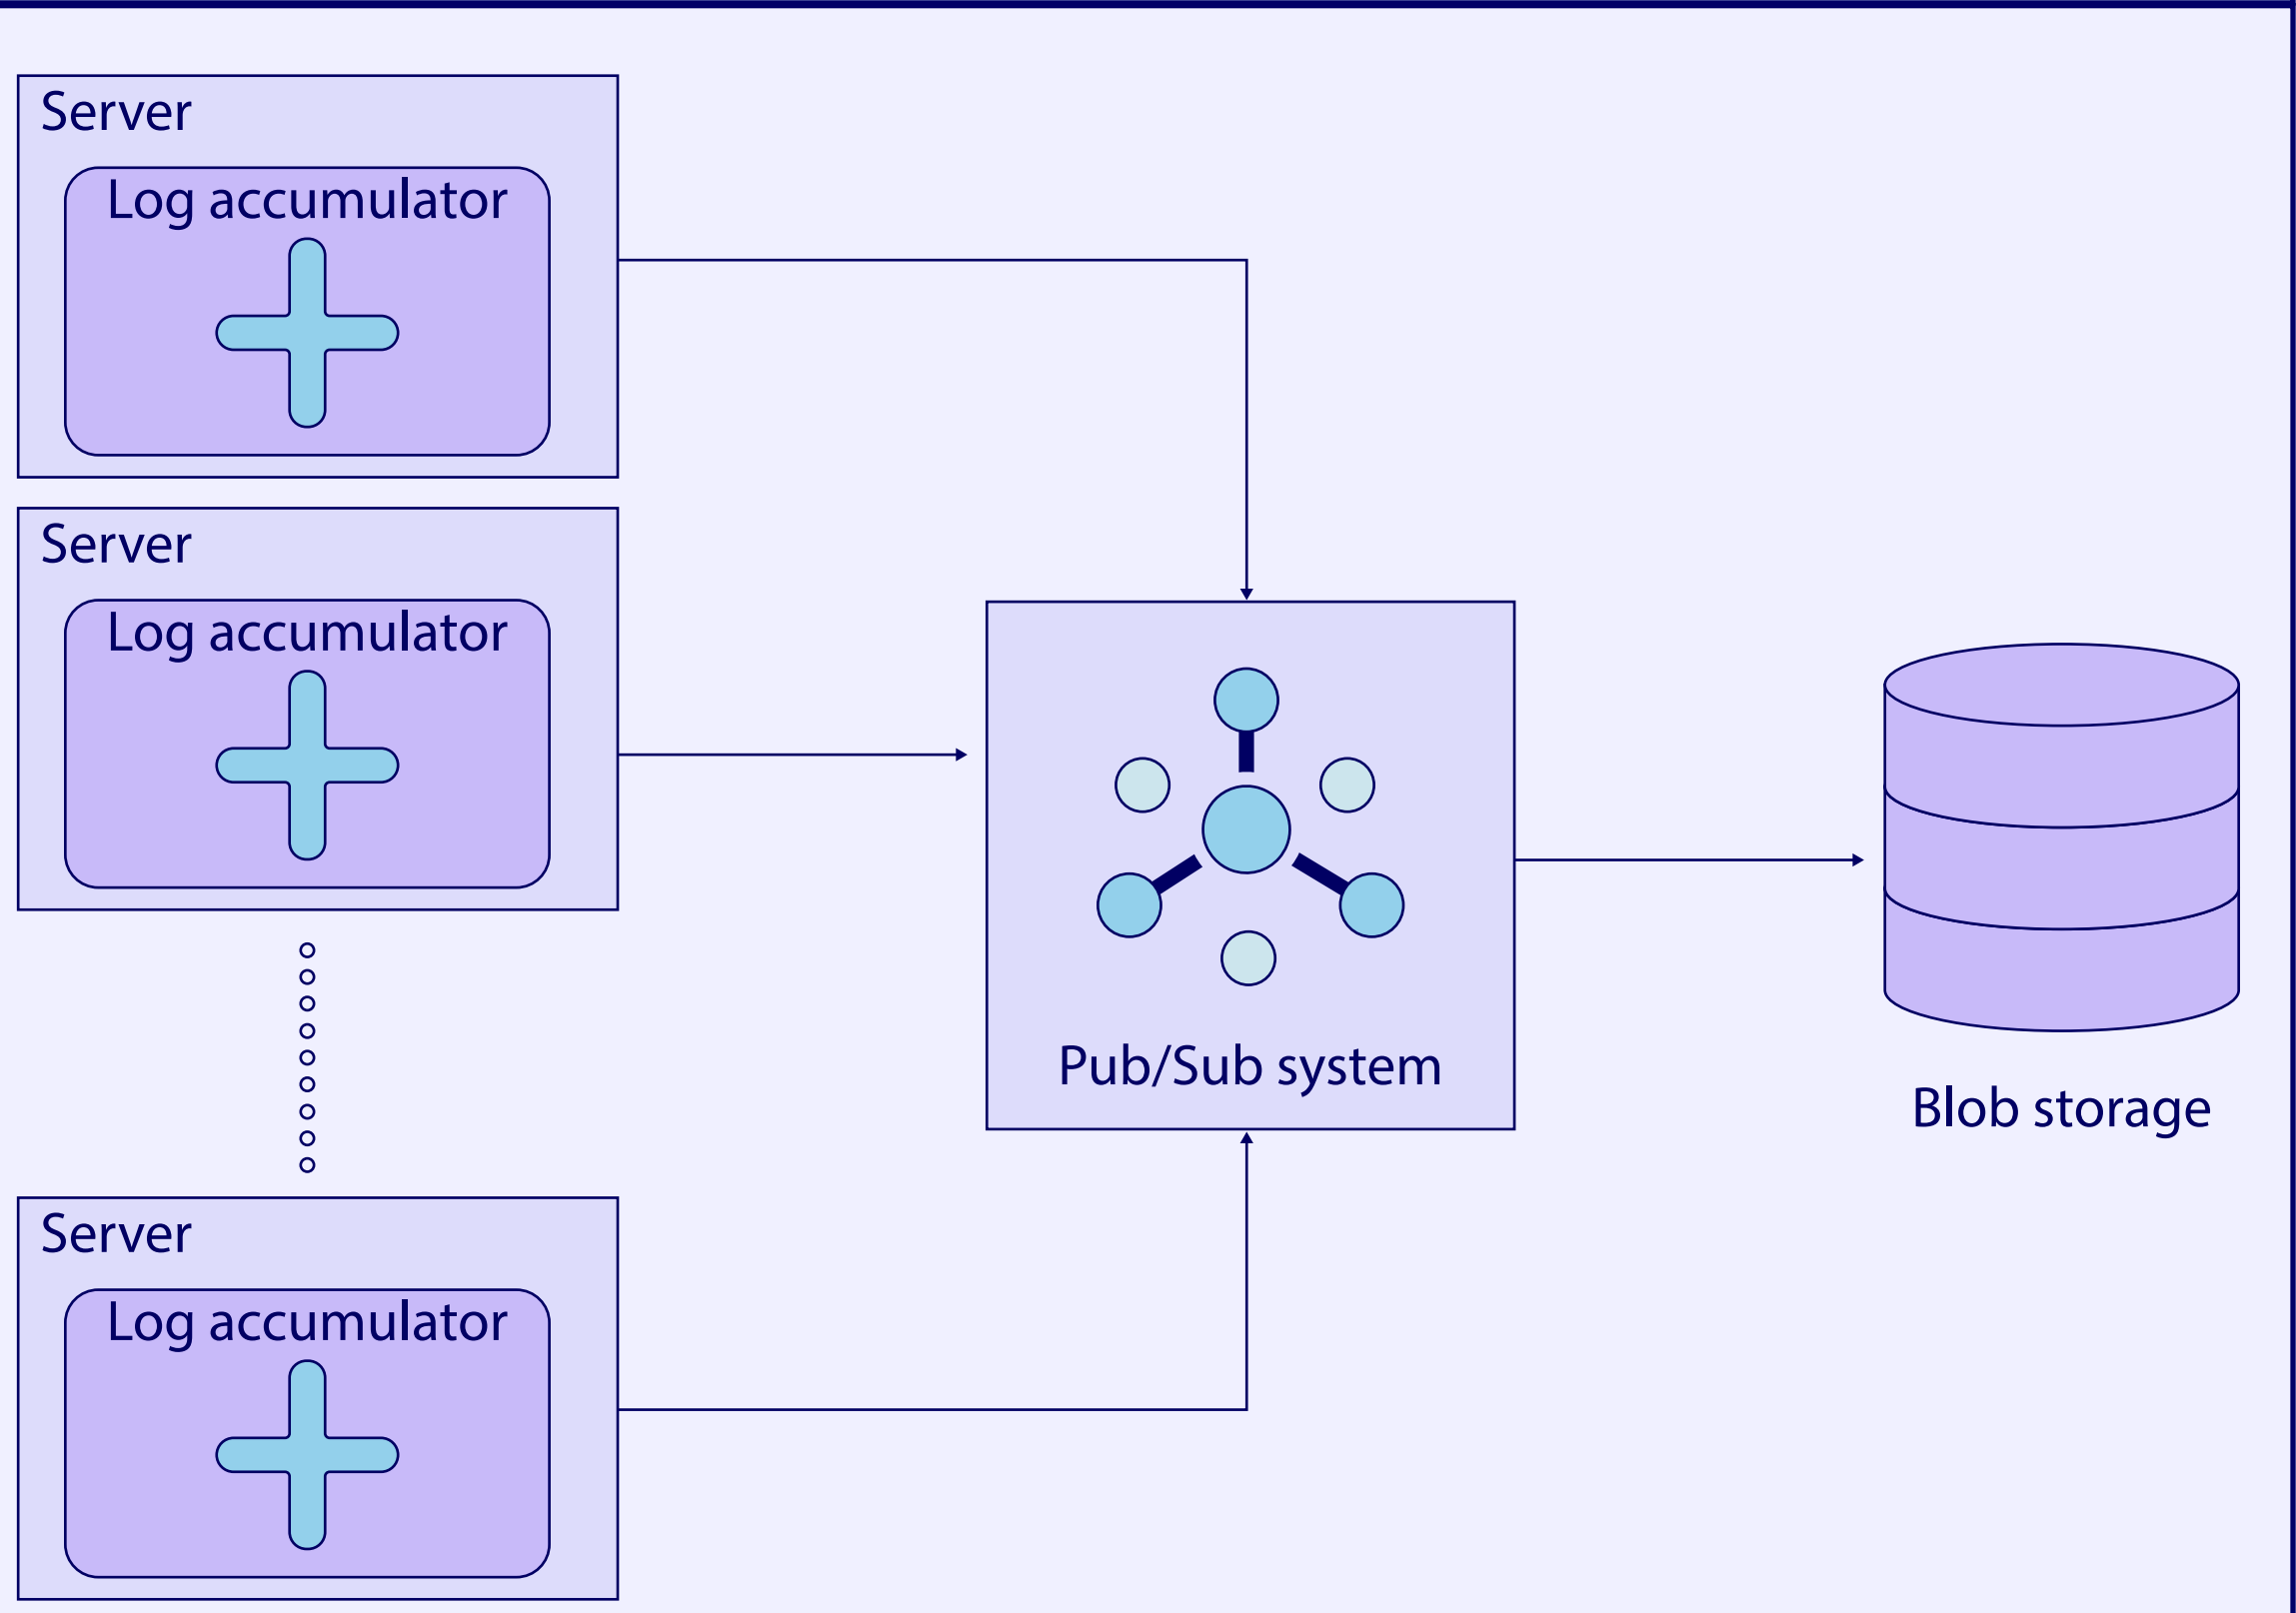 Server
Log accumulator
Server
Log accumulator
Pub/Sub system
Blob storage
Server
Log accumulator